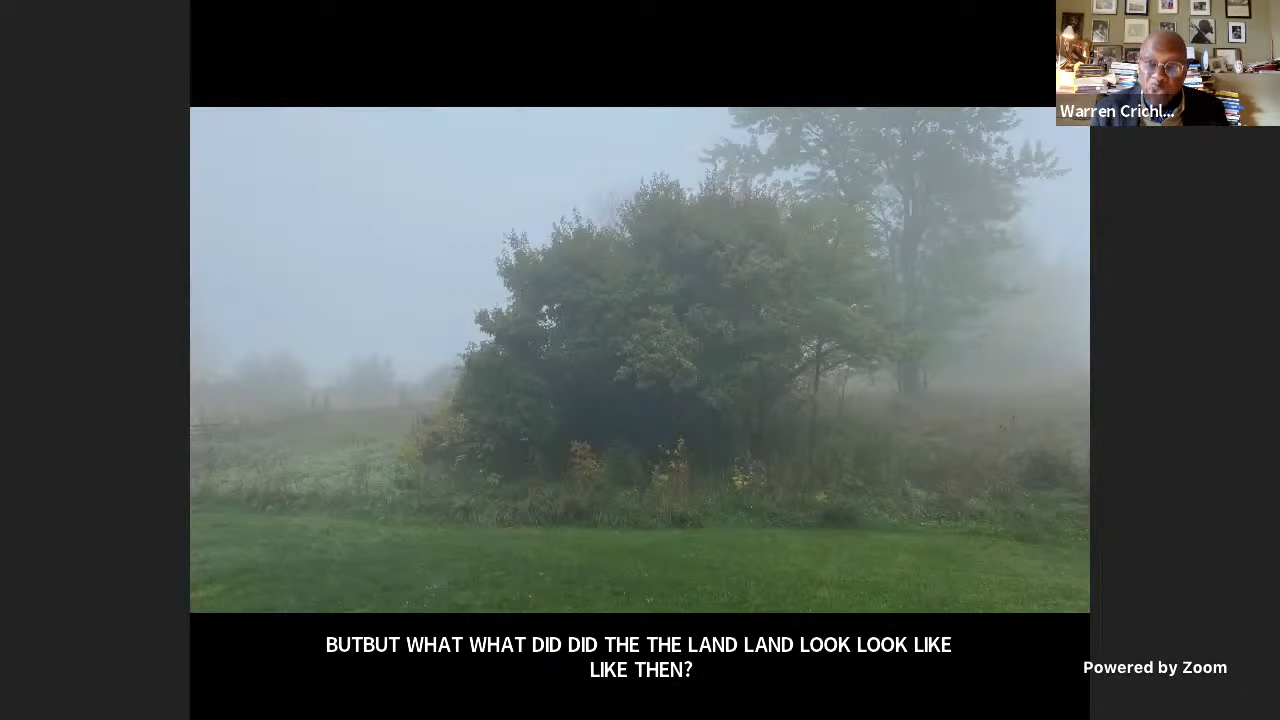 Warren Crichl...
BUTBUT WHAT WHAT DID DID THE THE LAND LAND LOOK LOOK LIKE
LIKE THEN?
Powered by Zoom